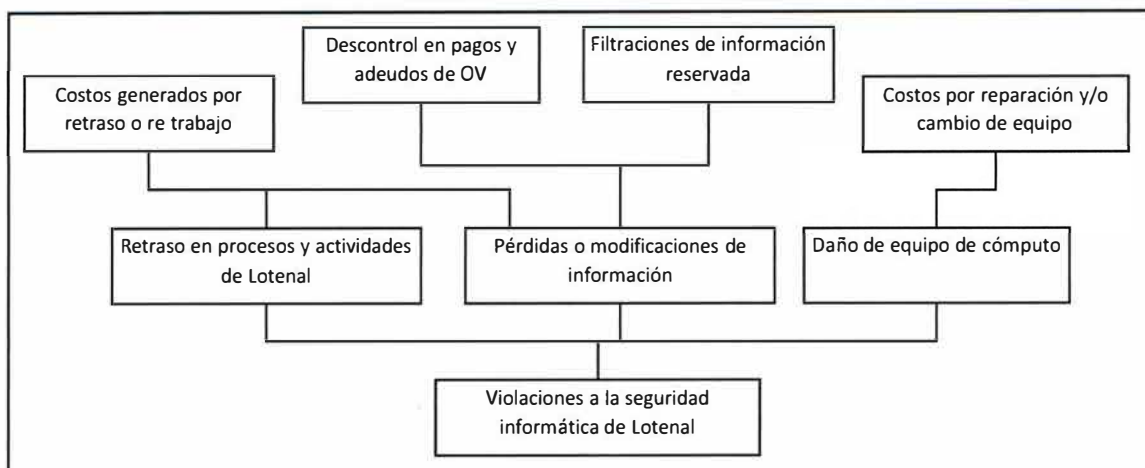 Descontrol en pagos y
adeudos de OV
Filtraciones de información
reservada
Costos generados por
retraso o re trabajo
Costos por reparación y/o
cambio de equipo
Retraso en procesos y actividades
de Lotenal
Pérdidas o modificaciones de
información
Daño de equipo de cómputo
Violaciones a la seguridad
informática de Lotenal